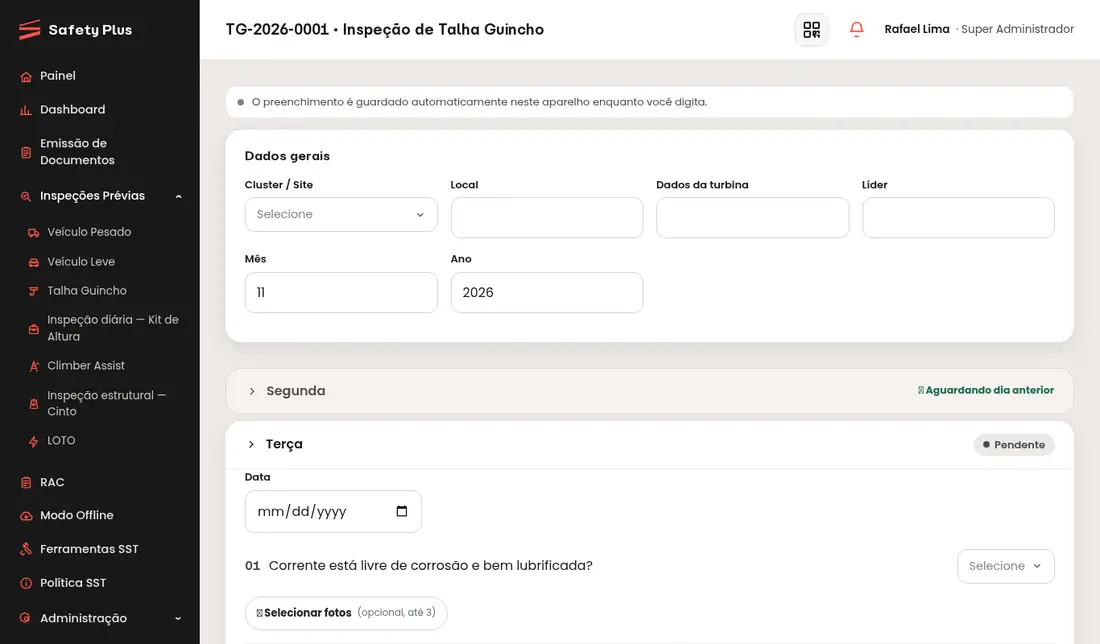 Safety Plus
TG-2026-0001 • Inspeção de Talha Guincho
Rafael Lima · Super Administrador
Painel
Dashboard
Emissão de
Documentos
Inspeções Prévias
Veículo Pesado
Veículo Leve
Talha Guincho
Inspeção diária — Kit de
Altura
Climber Assist
Inspeção estrutural —
Cinto
LOTO
RAC
Modo Offline
Ferramentas SST
Política SST
Administração
O preenchimento é guardado automaticamente neste aparelho enquanto você digita.
Dados gerais
Cluster / Site
Local
Dados da turbina
Líder
Selecione
Mês
Ano
11
2026
Segunda
Aguardando dia anterior
Terça
Pendente
Data
mm/dd/yyyy
01 Corrente está livre de corrosão e bem lubrificada?
Selecione
Selecionar fotos (opcional, até 3)